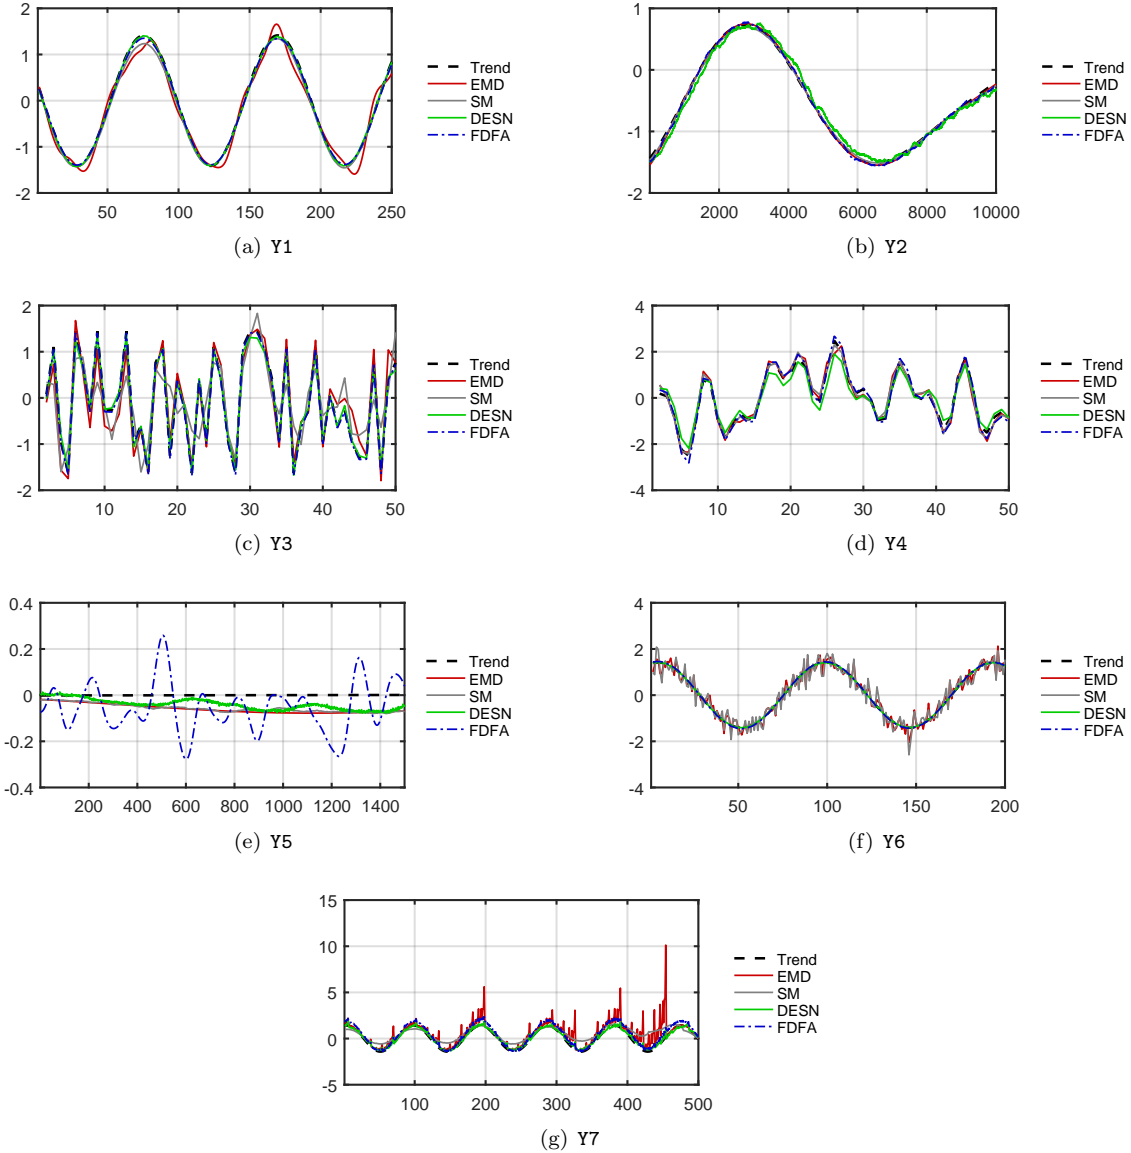 2
1
0
-1
-2
50
100
150
200
250
Trend
EMD
SM
DESN
FDFA
(a) Y1
1
0
-1
-2
2000
4000
6000
8000
10000
Trend
EMD
SM
DESN
FDFA
(b) Y2
2
1
0
-1
-2
10
20
30
40
50
Trend
EMD
SM
DESN
FDFA
(c) Y3
4
2
0
-2
-4
10
20
30
40
50
Trend
EMD
SM
DESN
FDFA
(d) Y4
0.4
0.2
0
-0.2
-0.4
200
400
600
800
1000
1200
1400
Trend
EMD
SM
DESN
FDFA
(e) Y5
4
2
0
-2
-4
50
100
150
200
Trend
EMD
SM
DESN
FDFA
(f) Y6
15
10
5
0
-5
100
200
300
400
500
Trend
EMD
SM
DESN
FDFA
(g) Y7